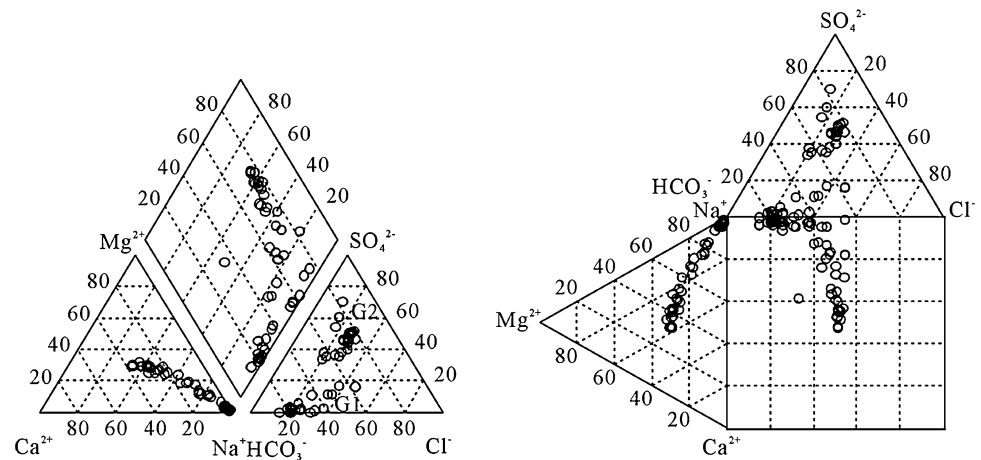 SO₄²⁻
80 20
60 40
40 60
20 80
HCO₃⁻
Na⁺ Cl⁻
80
60
40
20
Mg²⁺
80
60
40
20
Ca²⁺
80 80
60 60
40 40
20 20
Mg²⁺ SO₄²⁻
80 80
60 60
G2
40 40
20 20
G1
80 60 40 20 20 40 60 80
Ca²⁺ Na⁺ HCO₃⁻ Cl⁻